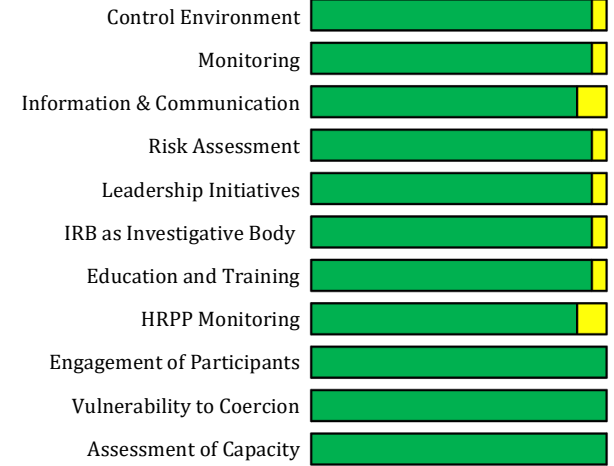 Control Environment
Monitoring
Information & Communication
Risk Assessment
Leadership Initiatives
IRB as Investigative Body
Education and Training
HRPP Monitoring
Engagement of Participants
Vulnerability to Coercion
Assessment of Capacity